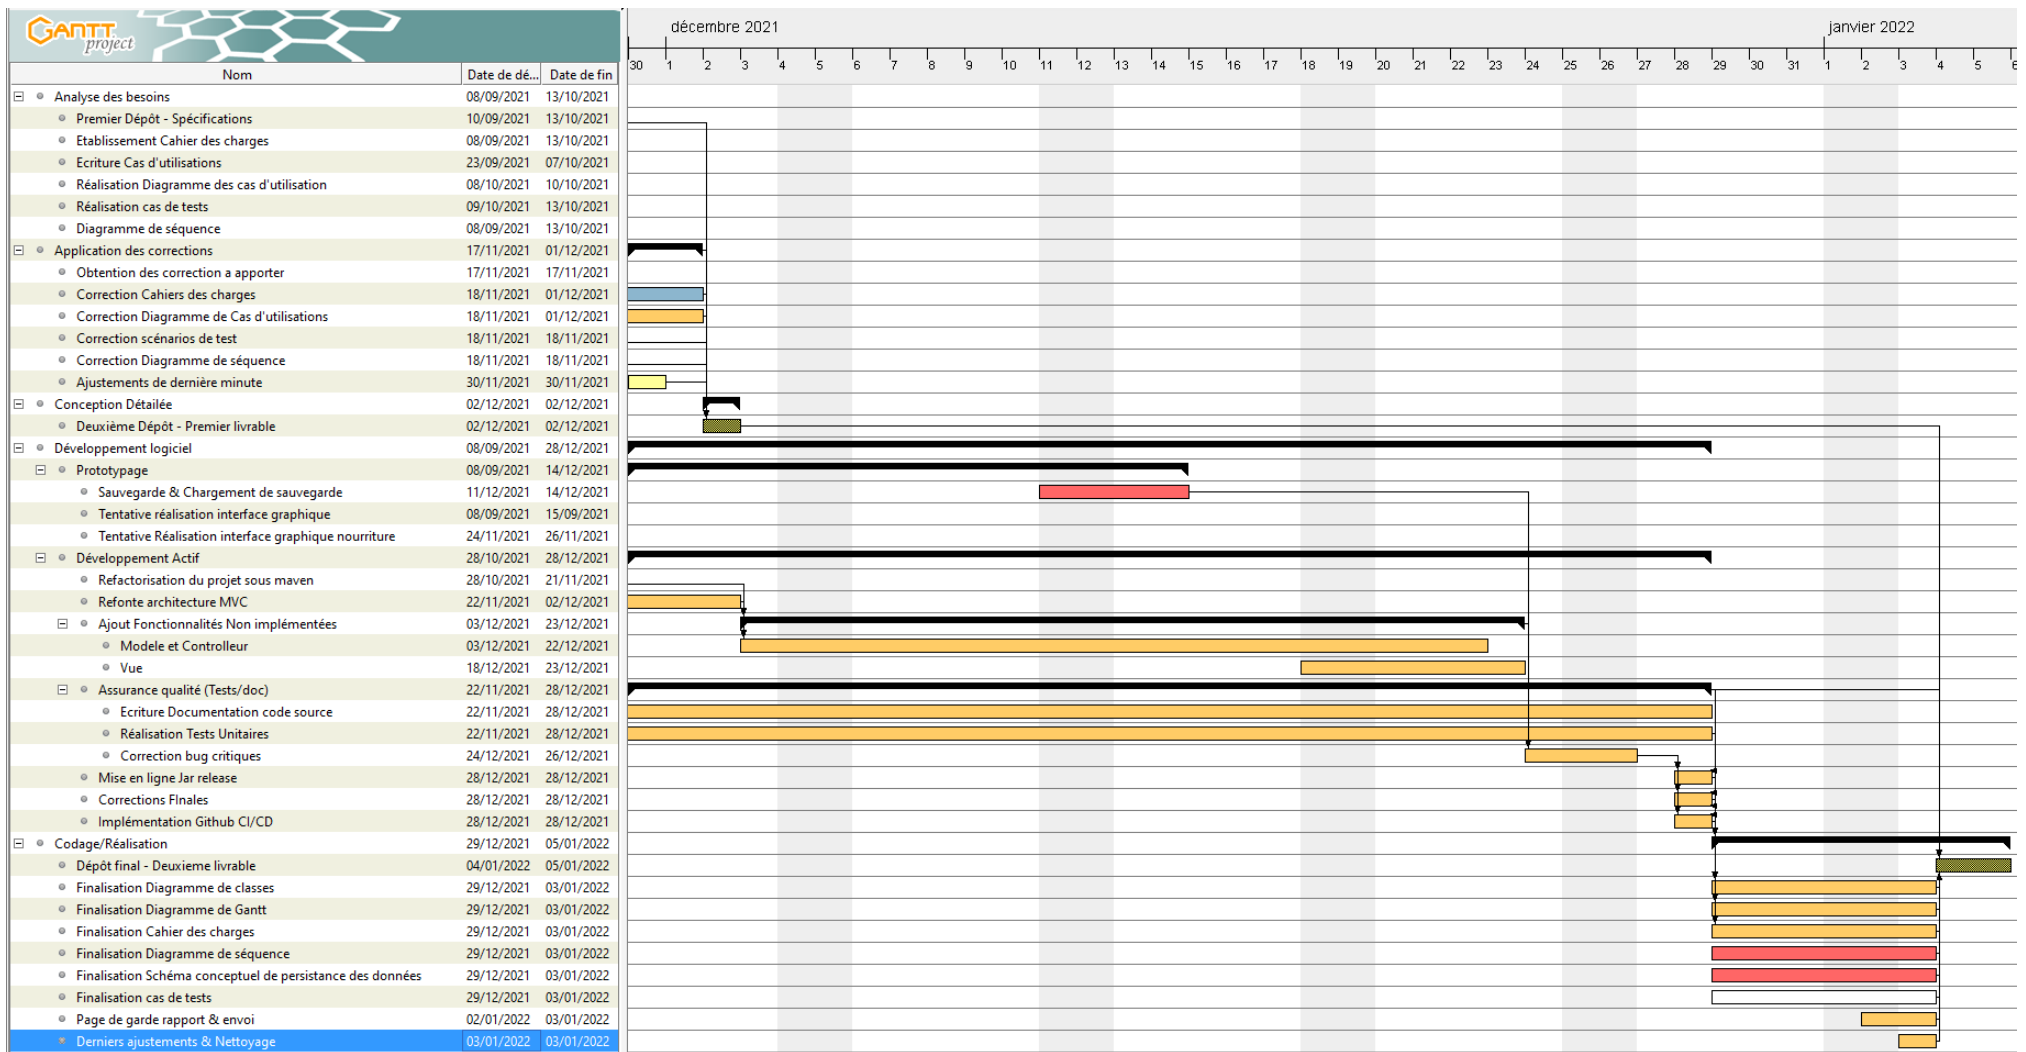 GANTT
project
décembre 2021
janvier 2022
30 1 2 3 4 5 6 7 8 9 10 11 12 13 14 15 16 17 18 19 20 21 22 23 24 25 26 27 28 29 30 31 1 2 3 4 5 6
Nom Date de dé... Date de fin
Analyse des besoins 08/09/2021 13/10/2021
Premier Dépôt - Spécifications 10/09/2021 13/10/2021
Etablissement Cahier des charges 08/09/2021 13/10/2021
Ecriture Cas d'utilisations 23/09/2021 07/10/2021
Réalisation Diagramme des cas d'utilisation 08/10/2021 10/10/2021
Réalisation cas de tests 09/10/2021 13/10/2021
Diagramme de séquence 08/09/2021 13/10/2021
Application des corrections 17/11/2021 01/12/2021
Obtention des correction a apporter 17/11/2021 17/11/2021
Correction Cahiers des charges 18/11/2021 01/12/2021
Correction Diagramme de Cas d'utilisations 18/11/2021 01/12/2021
Correction scénarios de test 18/11/2021 18/11/2021
Correction Diagramme de séquence 18/11/2021 18/11/2021
Ajustements de dernière minute 30/11/2021 30/11/2021
Conception Détailée 02/12/2021 02/12/2021
Deuxième Dépôt - Premier livrable 02/12/2021 02/12/2021
Développement logiciel 08/09/2021 28/12/2021
Prototypage 08/09/2021 14/12/2021
Sauvegarde & Chargement de sauvegarde 11/12/2021 14/12/2021
Tentative réalisation interface graphique 08/09/2021 15/09/2021
Tentative Réalisation interface graphique nourriture 24/11/2021 26/11/2021
Développement Actif 28/10/2021 28/12/2021
Refactorisation du projet sous maven 28/10/2021 21/11/2021
Refonte architecture MVC 22/11/2021 02/12/2021
Ajout Fonctionnalités Non implémentées 03/12/2021 23/12/2021
Modele et Controlleur 03/12/2021 22/12/2021
Vue 18/12/2021 23/12/2021
Assurance qualité (Tests/doc) 22/11/2021 28/12/2021
Ecriture Documentation code source 22/11/2021 28/12/2021
Réalisation Tests Unitaires 22/11/2021 28/12/2021
Correction bug critiques 24/12/2021 26/12/2021
Mise en ligne Jar release 28/12/2021 28/12/2021
Corrections FInales 28/12/2021 28/12/2021
Implémentation Github CI/CD 28/12/2021 28/12/2021
Codage/Réalisation 29/12/2021 05/01/2022
Dépôt final - Deuxieme livrable 04/01/2022 05/01/2022
Finalisation Diagramme de classes 29/12/2021 03/01/2022
Finalisation Diagramme de Gantt 29/12/2021 03/01/2022
Finalisation Cahier des charges 29/12/2021 03/01/2022
Finalisation Diagramme de séquence 29/12/2021 03/01/2022
Finalisation Schéma conceptuel de persistance des données 29/12/2021 03/01/2022
Finalisation cas de tests 29/12/2021 03/01/2022
Page de garde rapport & envoi 02/01/2022 03/01/2022
Derniers ajustements & Nettoyage 03/01/2022 03/01/2022